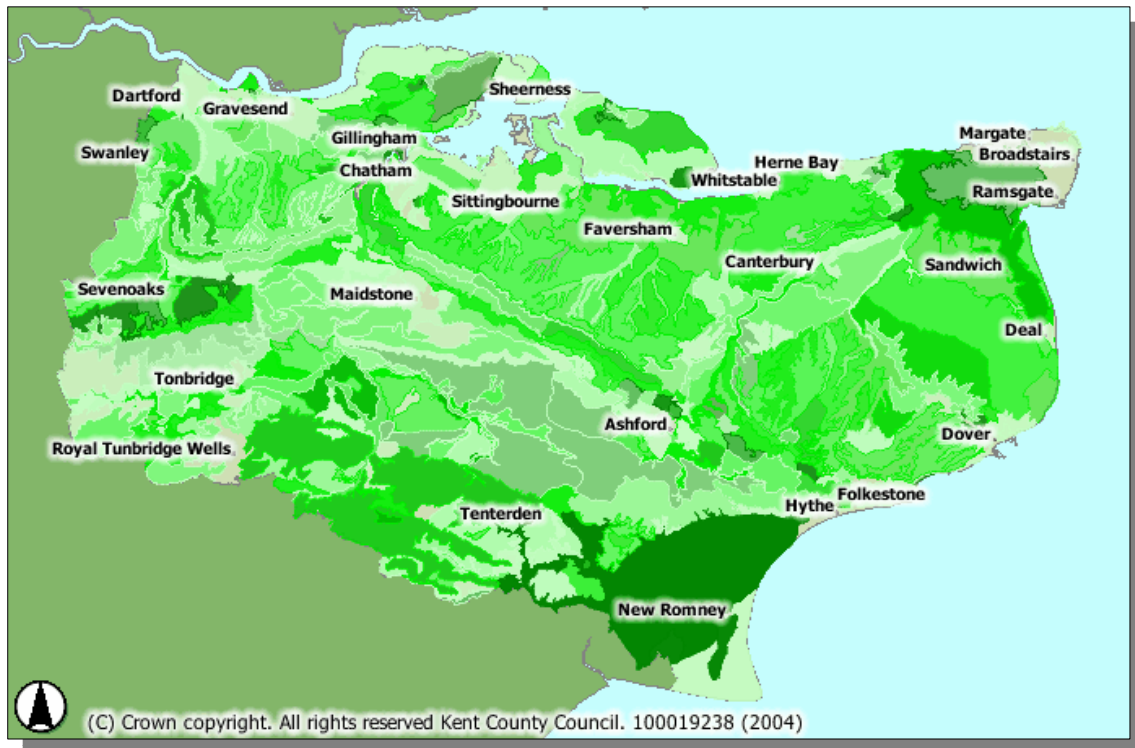 Sheerness
Dartford
Gravesend
Gillingham
Margate
Swanley
Broadstairs
Herne Bay
Chatham
Whitstable
Ramsgate
Sittingbourne
Faversham
Canterbury
Sandwich
Sevenoaks
Maidstone
Deal
Tonbridge
Ashford
Dover
Royal Tunbridge Wells
Folkestone
Hythe
Tenterden
New Romney
(C) Crown copyright. All rights reserved Kent County Council. 100019238 (2004)